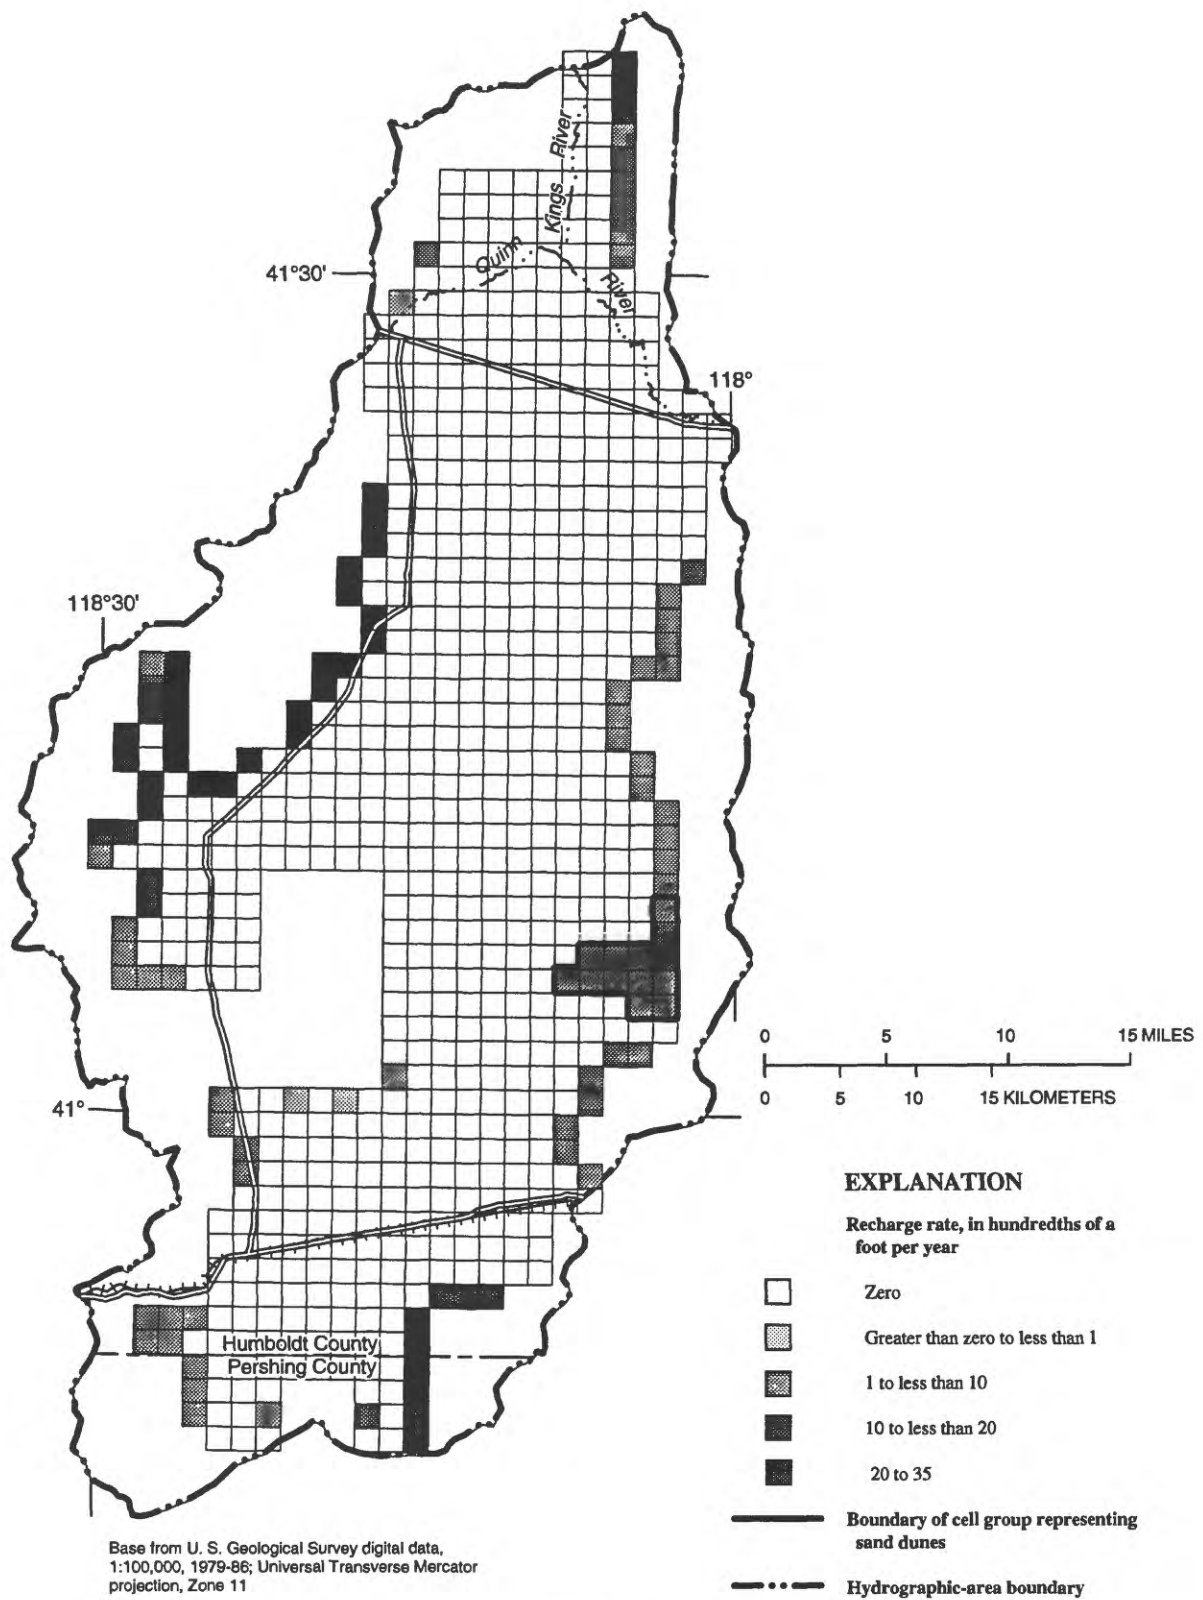 Kings River
Quinn River
41°30'
118°
118°30'
0 5 10 15 MILES
0 5 10 15 KILOMETERS
41°
EXPLANATION
Recharge rate, in hundredths of a
foot per year
Zero
Greater than zero to less than 1
1 to less than 10
10 to less than 20
20 to 35
Boundary of cell group representing
sand dunes
Hydrographic-area boundary
Humboldt County
Pershing County
Base from U. S. Geological Survey digital data,
1:100,000, 1979-86; Universal Transverse Mercator
projection, Zone 11